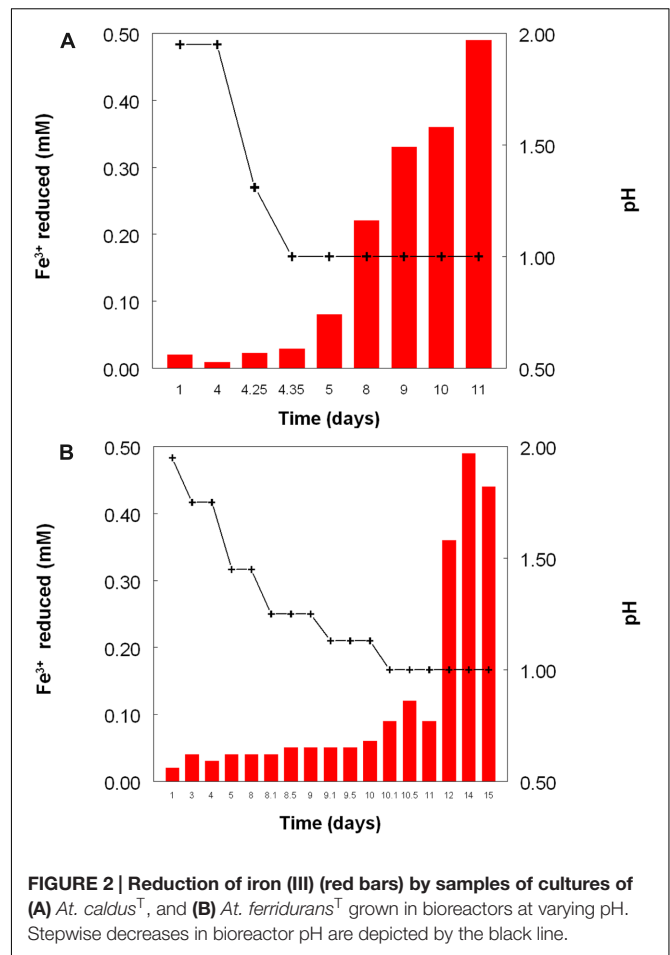 A
0.50
0.40
0.30
0.20
0.10
0.00
Fe³⁺ reduced (mM)
2.00
1.50
1.00
0.50
pH
1 4 4.25 4.35 5 8 9 10 11
Time (days)
B
0.50
0.40
0.30
0.20
0.10
0.00
Fe³⁺ reduced (mM)
2.00
1.50
1.00
0.50
pH
1 3 4 5 8 8.1 8.5 9 9.1 9.5 10 10.1 10.5 11 12 14 15
Time (days)
FIGURE 2 | Reduction of iron (III) (red bars) by samples of cultures of
(A) At. caldusᵀ, and (B) At. ferriduransᵀ grown in bioreactors at varying pH.
Stepwise decreases in bioreactor pH are depicted by the black line.